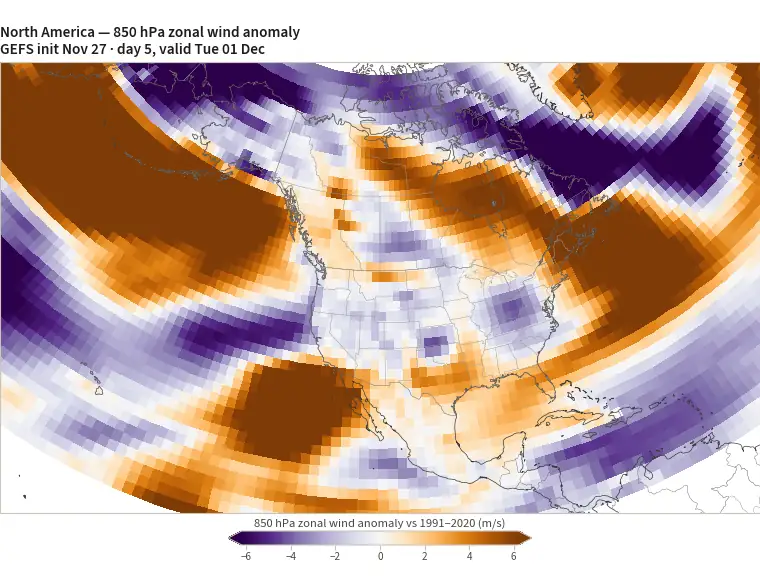 North America — 850 hPa zonal wind anomaly
GEFS init Nov 27 · day 5, valid Tue 01 Dec
850 hPa zonal wind anomaly vs 1991−2020 (m/s)
−6 −4 −2 0 2 4 6